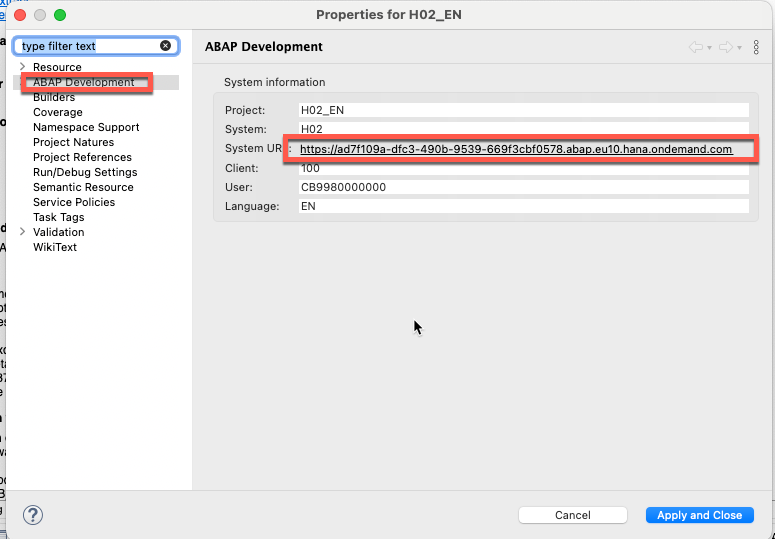 Properties for H02_EN
type filter text
Resource
ABAP Development
Builders
Coverage
Namespace Support
Project Natures
Project References
Run/Debug Settings
Semantic Resource
Service Policies
Task Tags
Validation
WikiText
ABAP Development
System information
Project: H02_EN
System: H02
System UR : https://ad7f109a-dfc3-490b-9539-669f3cbf0578.abap.eu10.hana.ondemand.com
Client: 100
User: CB9980000000
Language: EN
?
Cancel
Apply and Close